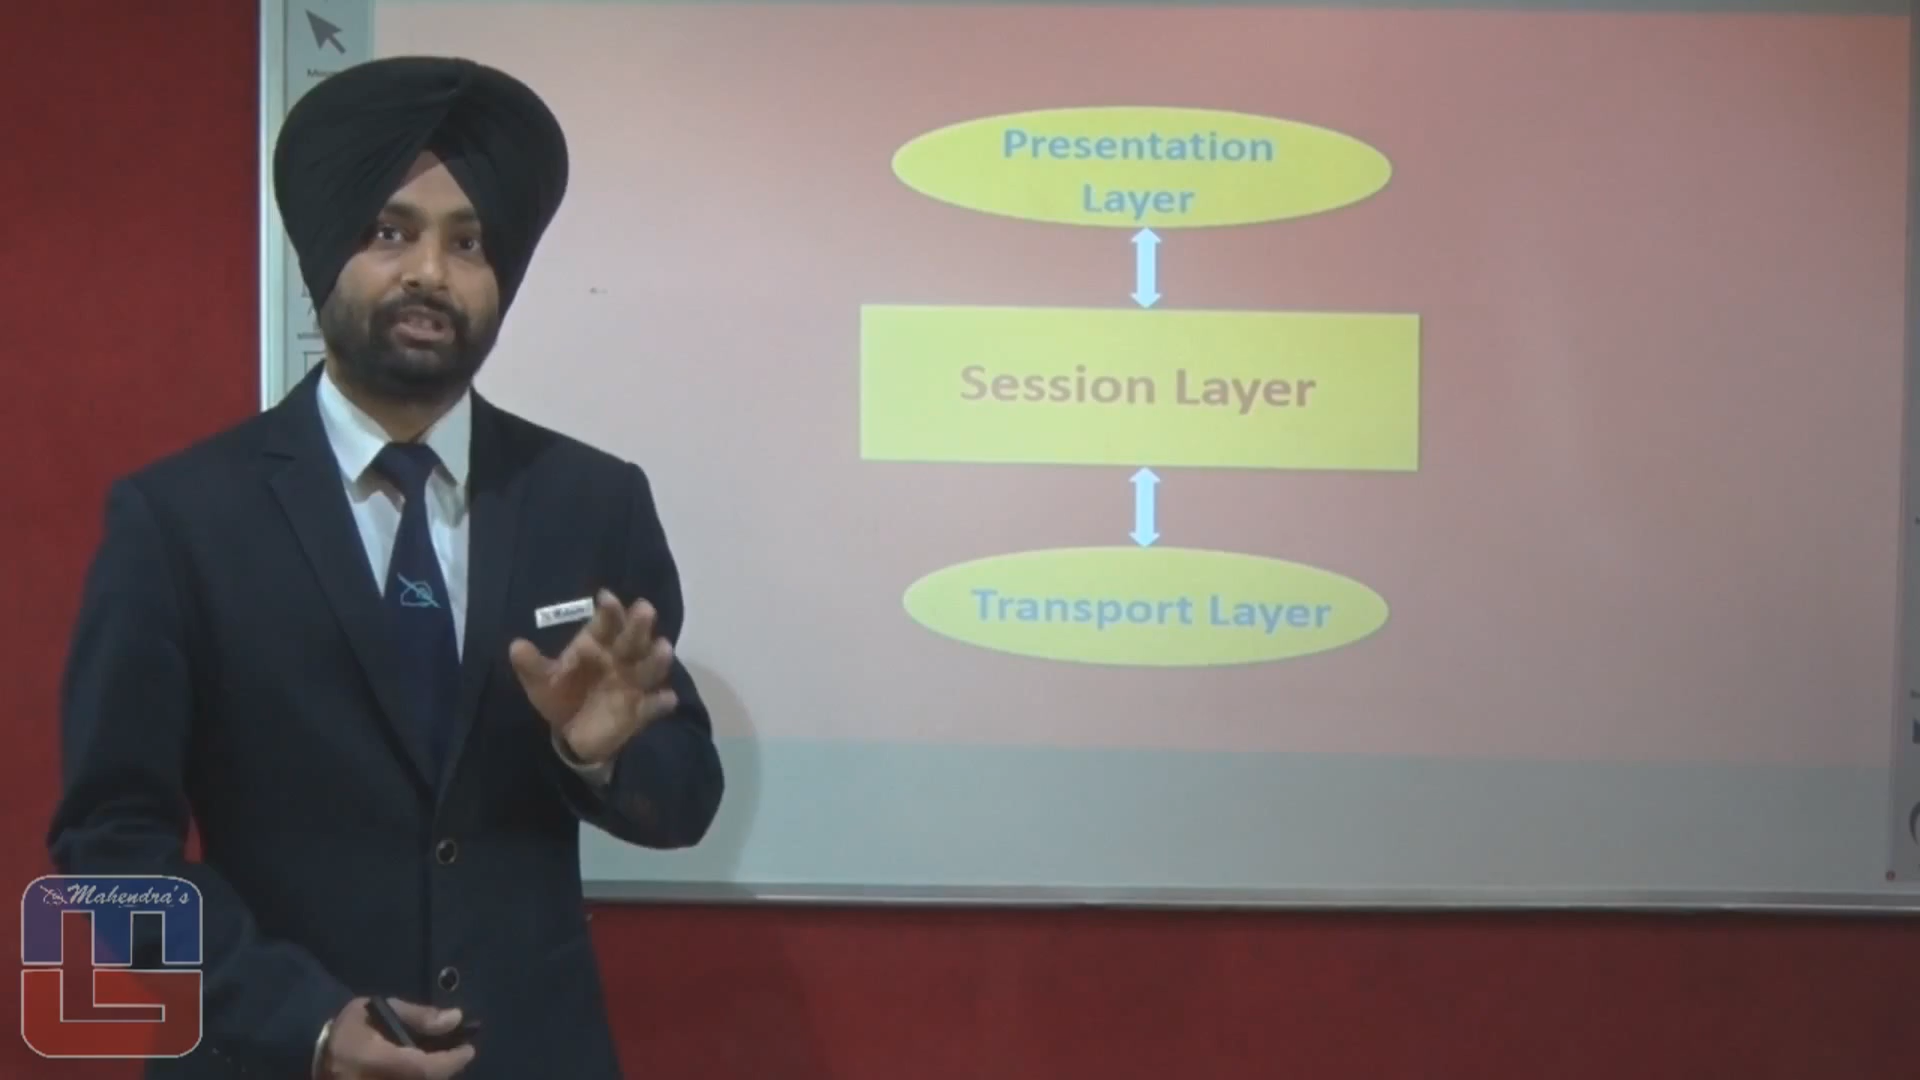 Presentation
Layer
Session Layer
Transport Layer
Mahendra's